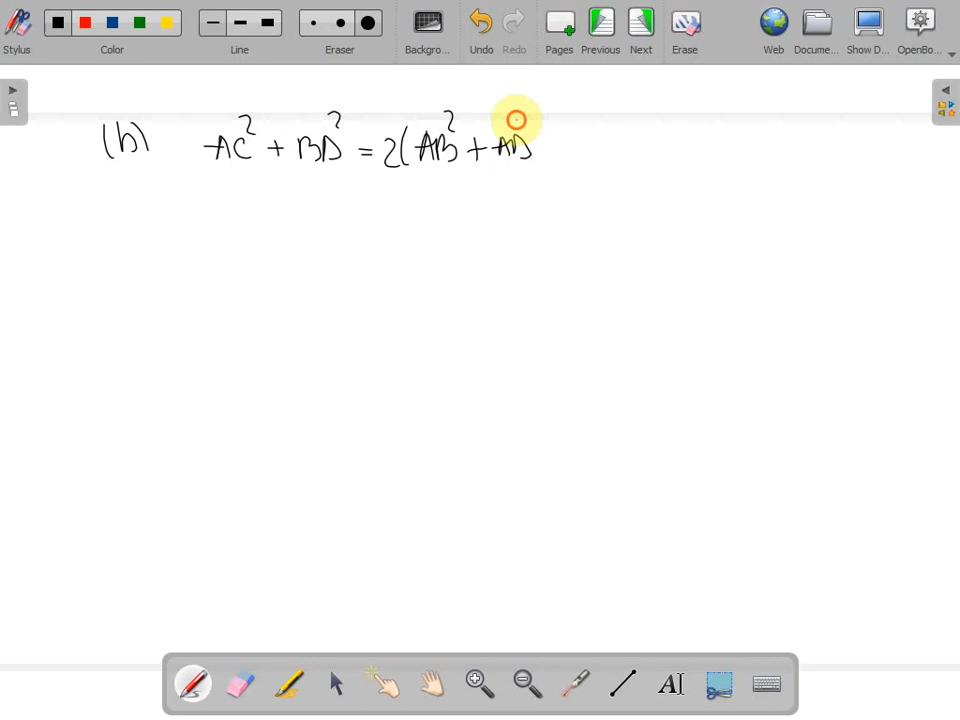 Stylus
Color
Line
Eraser
Backgro...
Undo
Redo
Pages
Previous
Next
Erase
Web
Docume...
Show D...
OpenBo...
(b) AC² + BD² = 2(AB² + AD
A